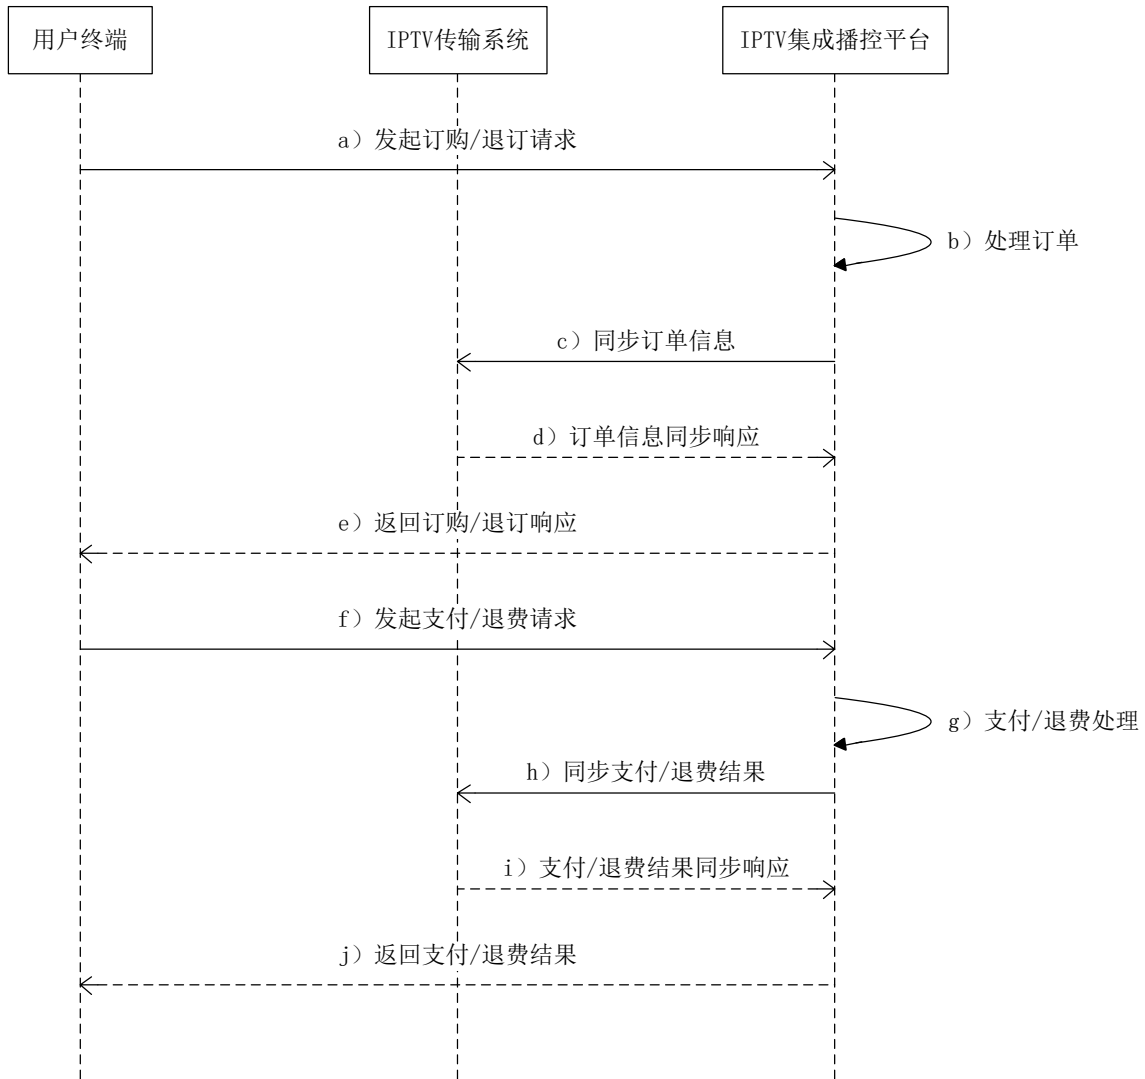 用户终端
IPTV传输系统
IPTV集成播控平台
a）发起订购/退订请求
b）处理订单
c）同步订单信息
d）订单信息同步响应
e）返回订购/退订响应
f）发起支付/退费请求
g）支付/退费处理
h）同步支付/退费结果
i）支付/退费结果同步响应
j）返回支付/退费结果